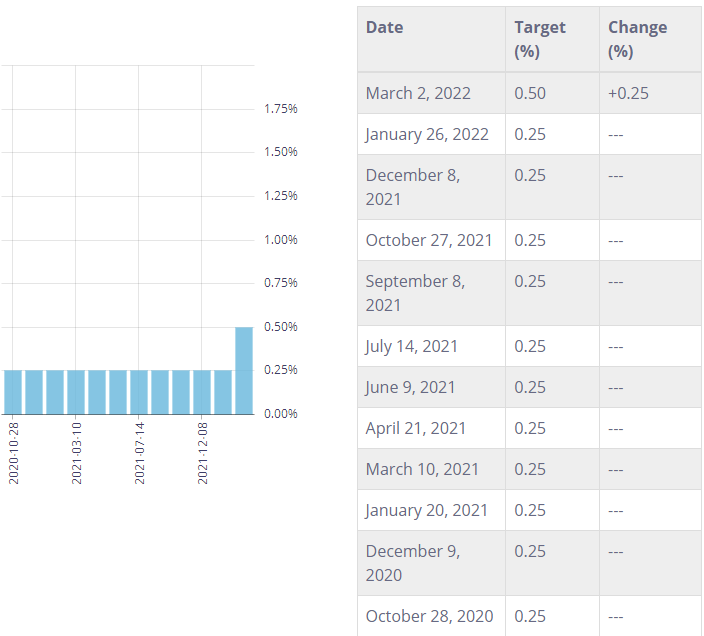 1.75%
1.50%
1.25%
1.00%
0.75%
0.50%
0.25%
0.00%
2020-10-28
2021-03-10
2021-07-14
2021-12-08
Date Target (%) Change (%)
March 2, 2022 0.50 +0.25
January 26, 2022 0.25 ---
December 8, 2021 0.25 ---
October 27, 2021 0.25 ---
September 8, 2021 0.25 ---
July 14, 2021 0.25 ---
June 9, 2021 0.25 ---
April 21, 2021 0.25 ---
March 10, 2021 0.25 ---
January 20, 2021 0.25 ---
December 9, 2020 0.25 ---
October 28, 2020 0.25 ---